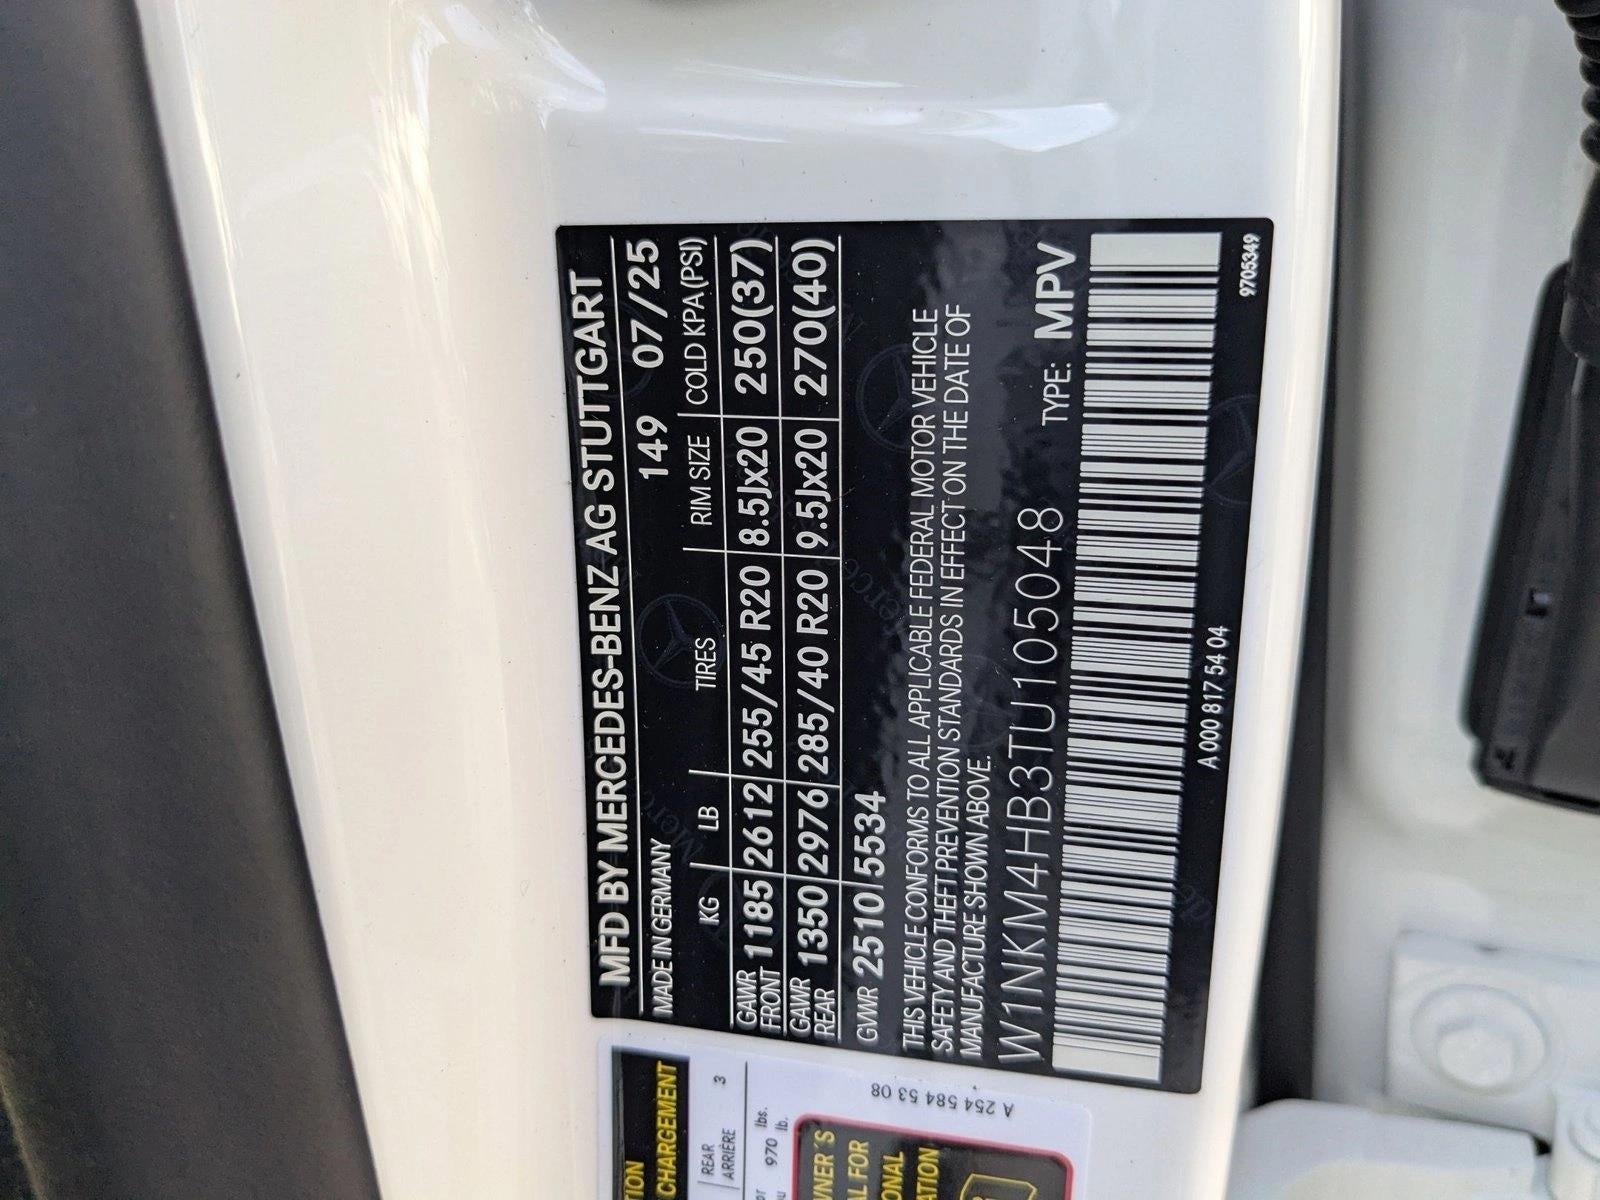 MFD BY MERCEDES-BENZ AG STUTTGART
MADE IN GERMANY 149 07/25
KG LB TIRES RIM SIZE COLD KPA (PSI)
GAWR FRONT 1185 2612 255/45 R20 8.5Jx20 250(37)
GAWR REAR 1350 2976 285/40 R20 9.5Jx20 270(40)
GVWR 2510 5534
THIS VEHICLE CONFORMS TO ALL APPLICABLE FEDERAL MOTOR VEHICLE
SAFETY AND THEFT PREVENTION STANDARDS IN EFFECT ON THE DATE OF
MANUFACTURE SHOWN ABOVE.
W1NKM4HB3TU105048 TYPE: MPV
A 000 817 54 04 9705349
CHARGEMENT
REAR
ARRIÈRE 3
970 lbs.
lb.
A 254 584 53 08